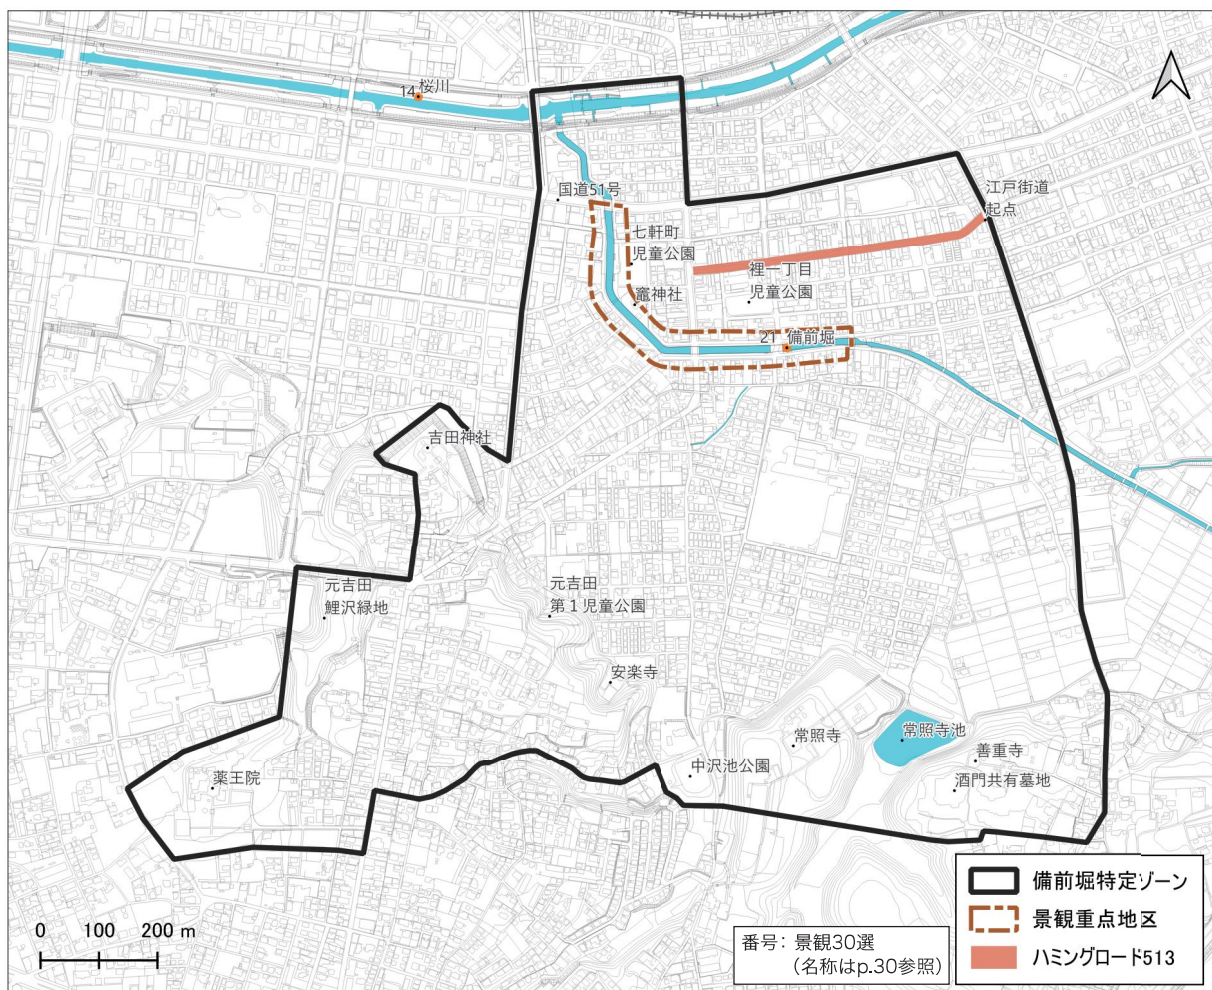 14 桜川
国道51号
江戸街道
起点
七軒町
児童公園
裡一丁目
児童公園
竈神社
21 備前堀
吉田神社
元吉田
鯉沢緑地
元吉田
第1児童公園
安楽寺
常照寺
常照寺池
善重寺
中沢池公園
酒門共有墓地
薬王院
0 100 200 m
番号：景観30選
（名称はp.30参照）
備前堀特定ゾーン
景観重点地区
ハミングロード513